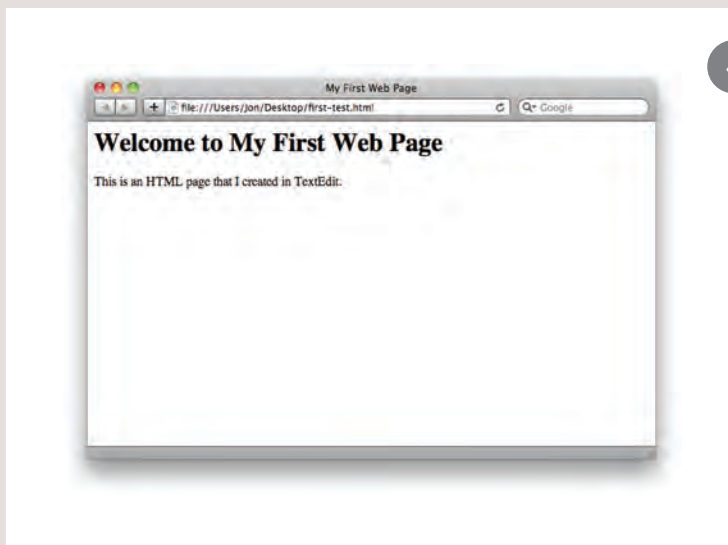 My First Web Page
file:///Users/Jon/Desktop/first-test.html
Google
Welcome to My First Web Page
This is an HTML page that I created in TextEdit.